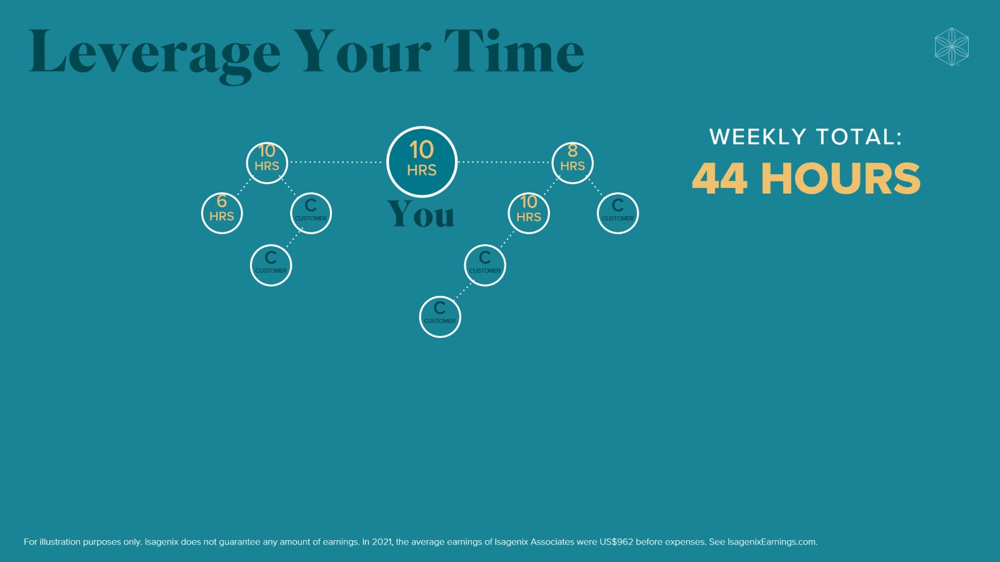 Leverage Your Time
WEEKLY TOTAL:
44 HOURS
10
HRS
10
HRS
8
HRS
You
6
HRS
C
CUSTOMER
10
HRS
C
CUSTOMER
C
CUSTOMER
C
CUSTOMER
C
CUSTOMER
For illustration purposes only. Isagenix does not guarantee any amount of earnings. In 2021, the average earnings of Isagenix Associates were US$962 before expenses. See IsagenixEarnings.com.